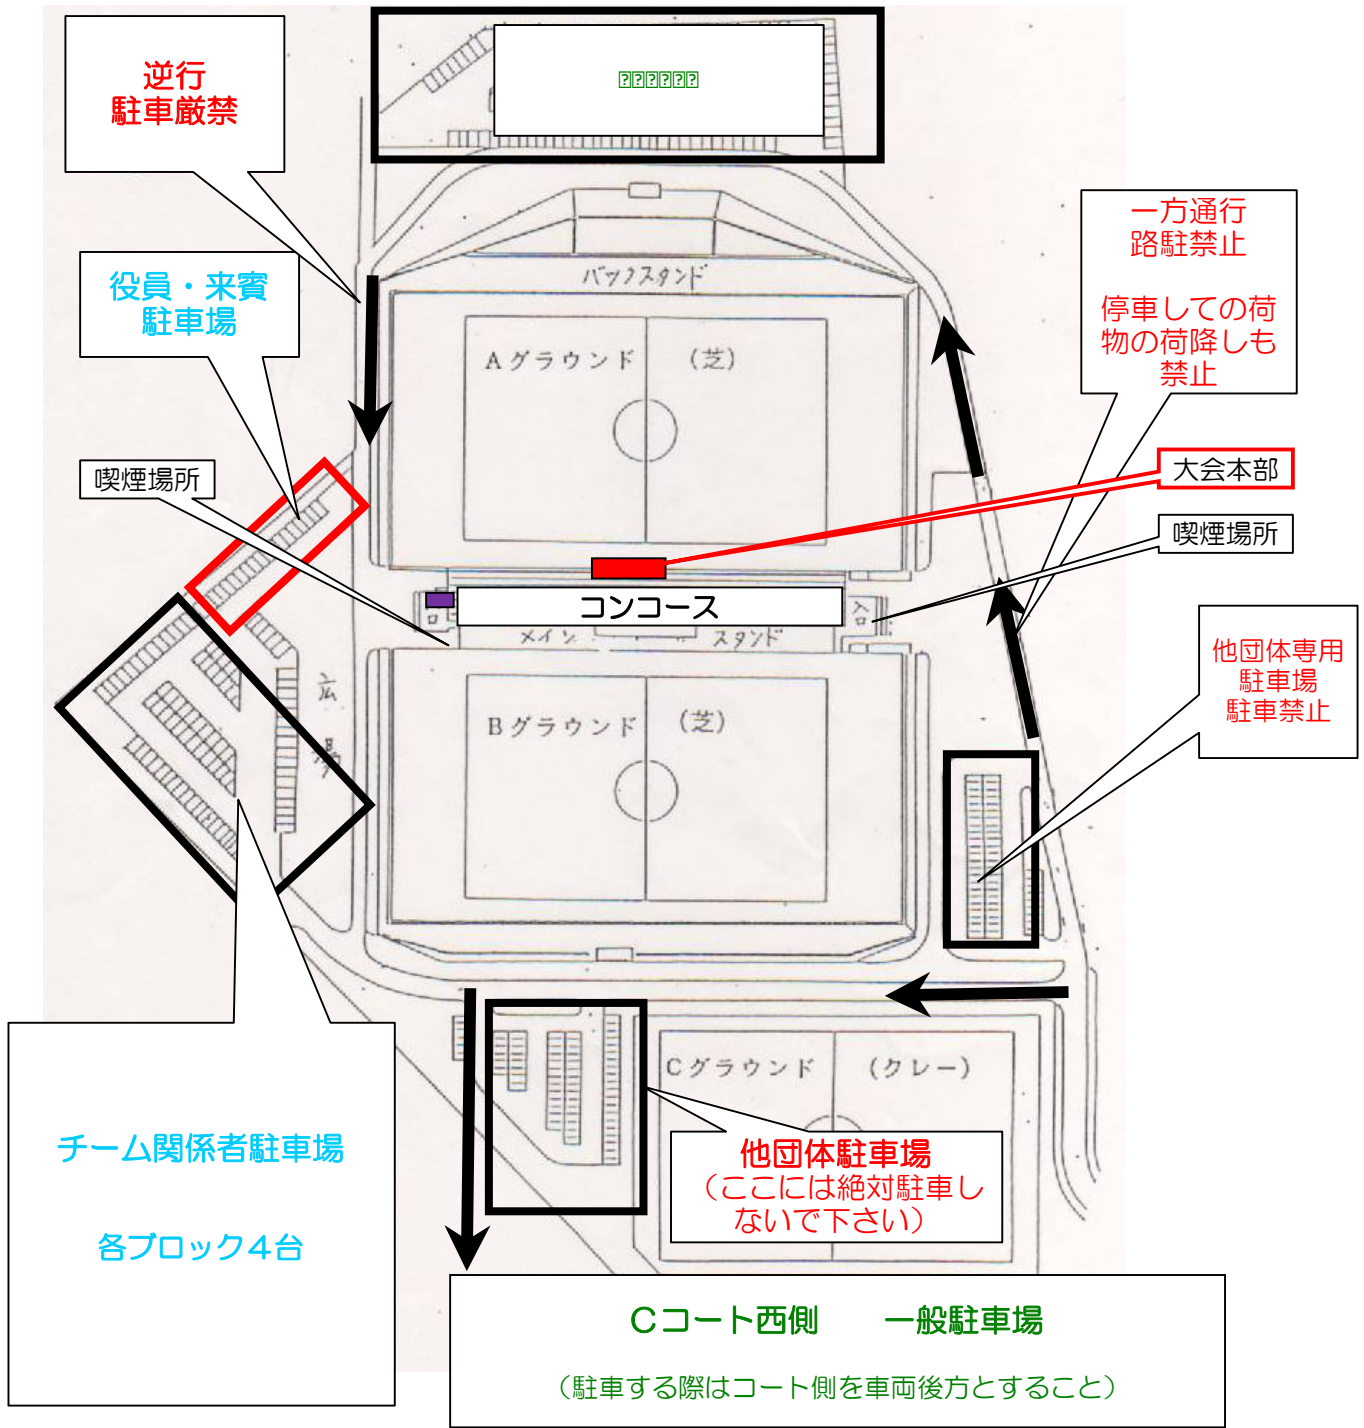 逆行
駐車厳禁
一方通行
路駐禁止
停車しての荷
物の荷降しも
禁止
役員・来賓
駐車場
バックスタンド
Aグラウンド (芝)
喫煙場所
大会本部
喫煙場所
コンコース
入口
メイン スタンド
他団体専用
駐車場
駐車禁止
広場
Bグラウンド (芝)
Cグラウンド (クレー)
チーム関係者駐車場
各ブロック4台
他団体駐車場
（ここには絶対駐車し
ないで下さい）
Cコート西側 一般駐車場
（駐車する際はコート側を車両後方とすること）